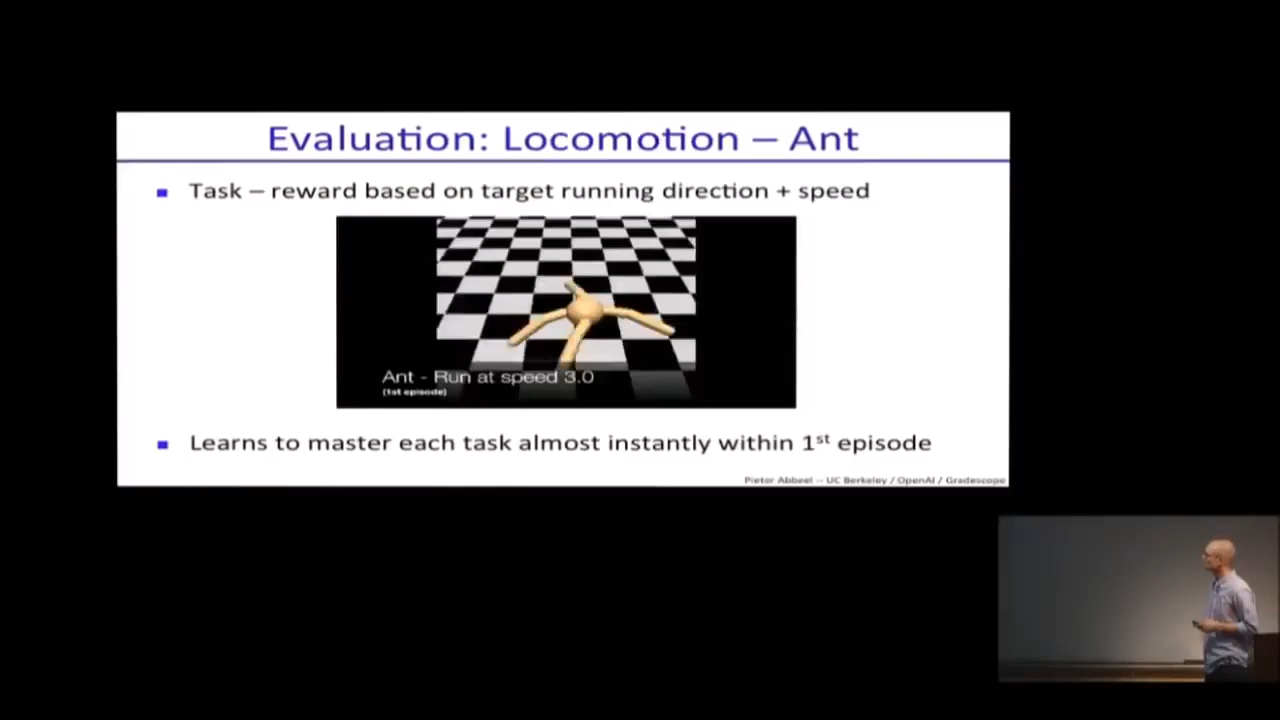 Evaluation: Locomotion – Ant
Task – reward based on target running direction + speed
Ant - Run at speed 3.0
(1st episode)
Learns to master each task almost instantly within 1st episode
Pieter Abbeel -- UC Berkeley / OpenAI / Gradescope